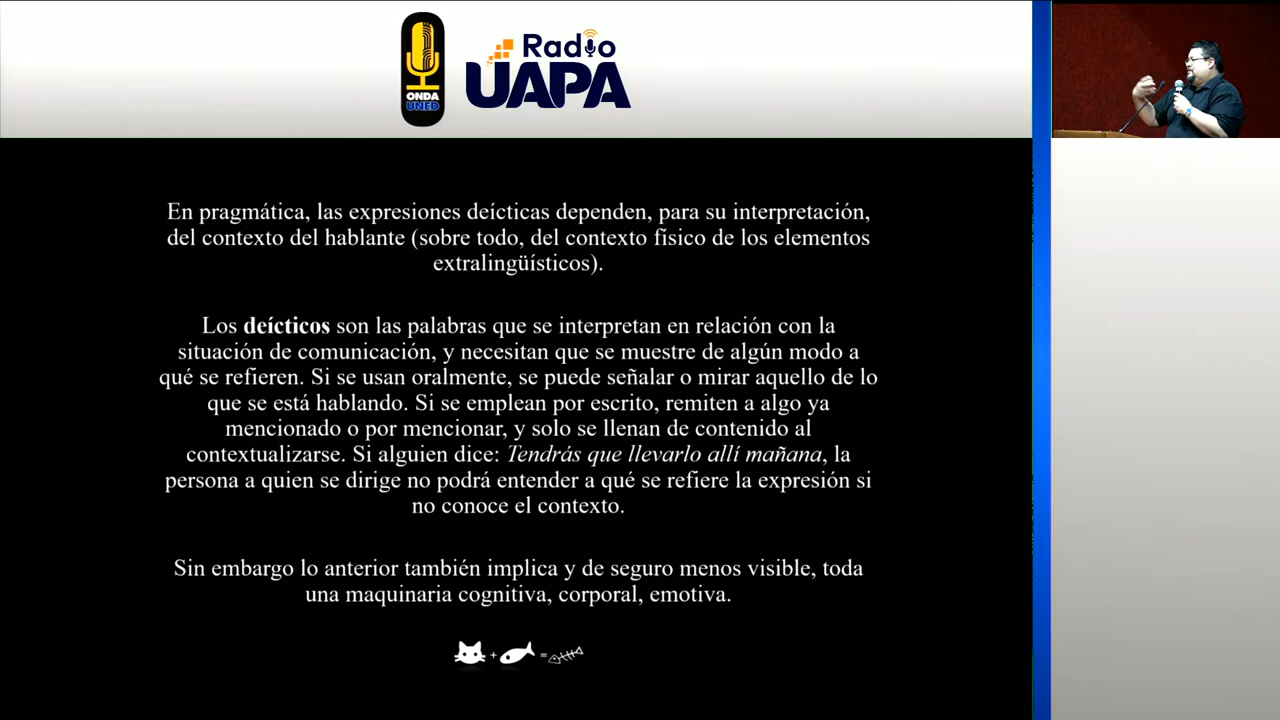 ONDA
UNED
Radio
UAPA
En pragmática, las expresiones deícticas dependen, para su interpretación,
del contexto del hablante (sobre todo, del contexto físico de los elementos
extralingüísticos).
Los deícticos son las palabras que se interpretan en relación con la
situación de comunicación, y necesitan que se muestre de algún modo a
qué se refieren. Si se usan oralmente, se puede señalar o mirar aquello de lo
que se está hablando. Si se emplean por escrito, remiten a algo ya
mencionado o por mencionar, y solo se llenan de contenido al
contextualizarse. Si alguien dice: Tendrás que llevarlo allí mañana, la
persona a quien se dirige no podrá entender a qué se refiere la expresión si
no conoce el contexto.
Sin embargo lo anterior también implica y de seguro menos visible, toda
una maquinaria cognitiva, corporal, emotiva.
+ =